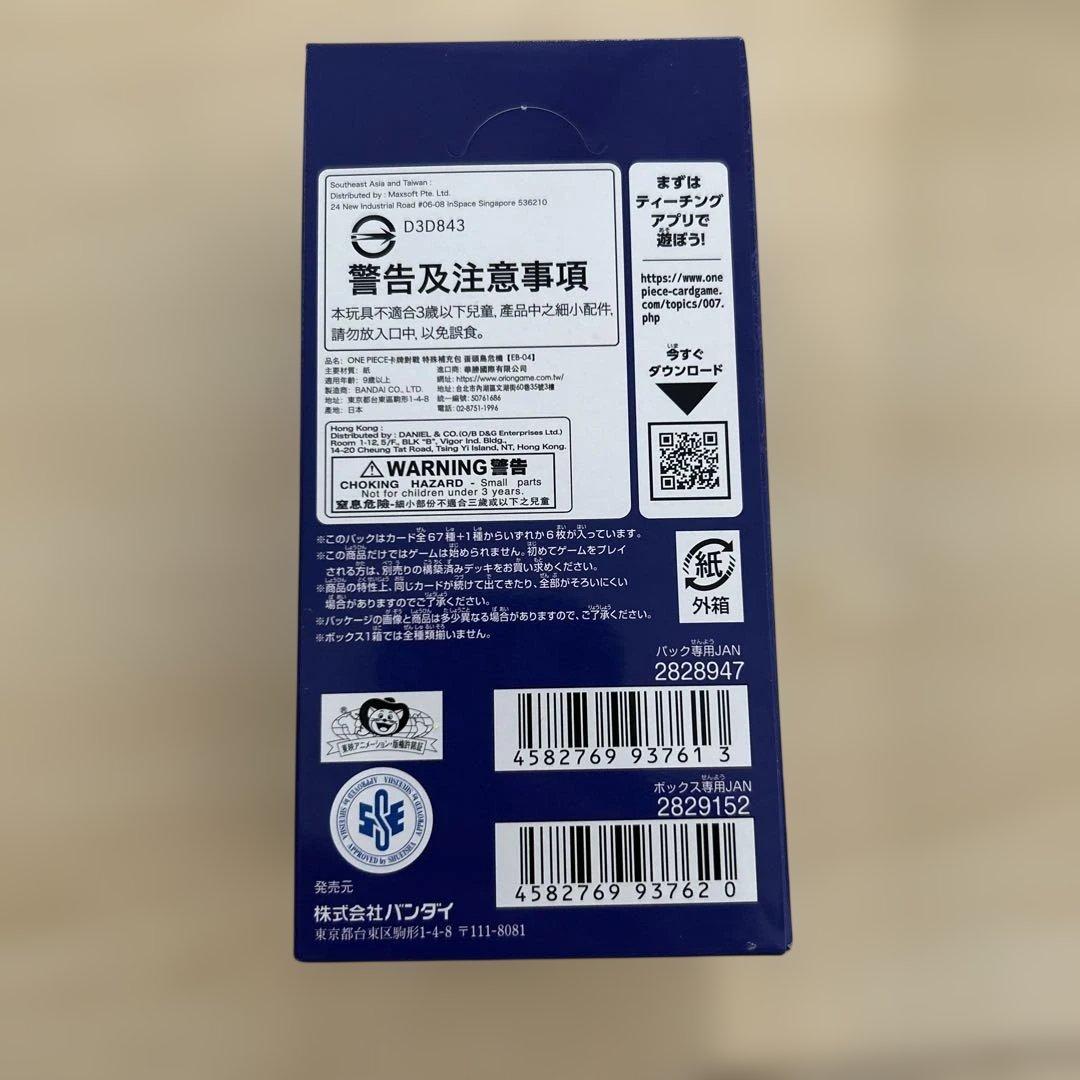 Southeast Asia and Taiwan :
Distributed by : Maxsoft Pte. Ltd.
24 New Industrial Road #06-08 InSpace Singapore 536210
D3D843
警告及注意事項
本玩具不適合3歲以下兒童, 產品中之細小配件,
請勿放入口中, 以免誤食。
品名: ONE PIECE卡牌對戰 特殊補充包 蛋頭島危機【EB-04】
主要材質: 紙
適用年齡: 9歲以上
製造商: BANDAI CO., LTD.
地址: 東京都台東區駒形1-4-8
產地: 日本
進口商: 華勝國際有限公司
網址: https://www.oriongame.com.tw/
地址: 台北市內湖區文湖街60巷35號3樓
統一編號: 50761686
電話: 02-8751-1996
Hong Kong :
Distributed by : DANIEL & CO. (O/B D&G Enterprises Ltd.)
Room 1-12, 5/F., BLK "B", Vigor Ind. Bldg.,
14-20 Cheung Tat Road, Tsing Yi Island, NT, Hong Kong.
WARNING 警告
CHOKING HAZARD - Small parts
Not for children under 3 years.
窒息危險-細小部份不適合三歲或以下之兒童
まずは
ティーチング
アプリで
遊ぼう!
https://www.one
piece-cardgame.
com/topics/007.
php
今すぐ
ダウンロード
※このパックはカード全67種+1種からいずれか6枚が入っています。
※この商品だけではゲームは始められません。初めてゲームをプレイ
される方は、別売りの構築済みデッキをお買い求めください。
※商品の特性上、同じカードが続けて出てきたり、全部がそろいにくい
場合がありますのでご了承ください。
※パッケージの画像と商品は多少異なる場合がありますので、ご了承ください。
※ボックス1箱では全種類揃いません。
紙
外箱
パック専用JAN
2828947
4582769 93761 3
ボックス専用JAN
2829152
4582769 93762 0
東映アニメーション・版権許諾証
APPROVED by SHUEISHA
発売元
株式会社バンダイ
東京都台東区駒形1-4-8 〒111-8081